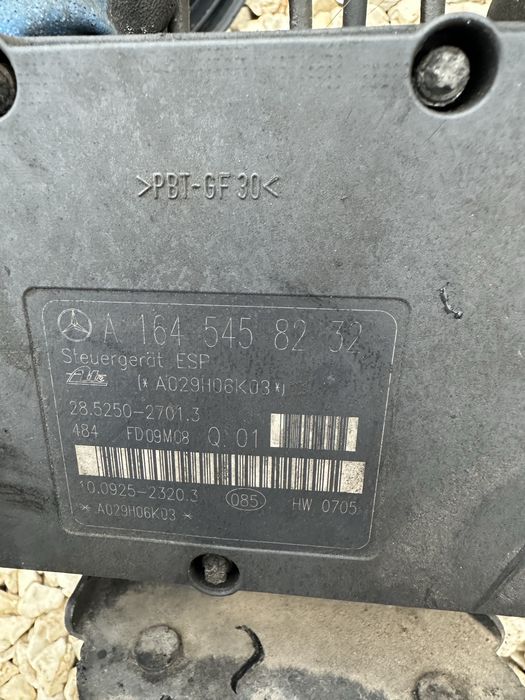 >PBT-GF 30<
A 164 545 82 32
Steuergerät ESP
Ate (* A029H06K03 *)
28.5250-2701.3
484 FD09M08 Q: 01
10.0925-2320.3 085 HW 0705
* A029H06K03 *